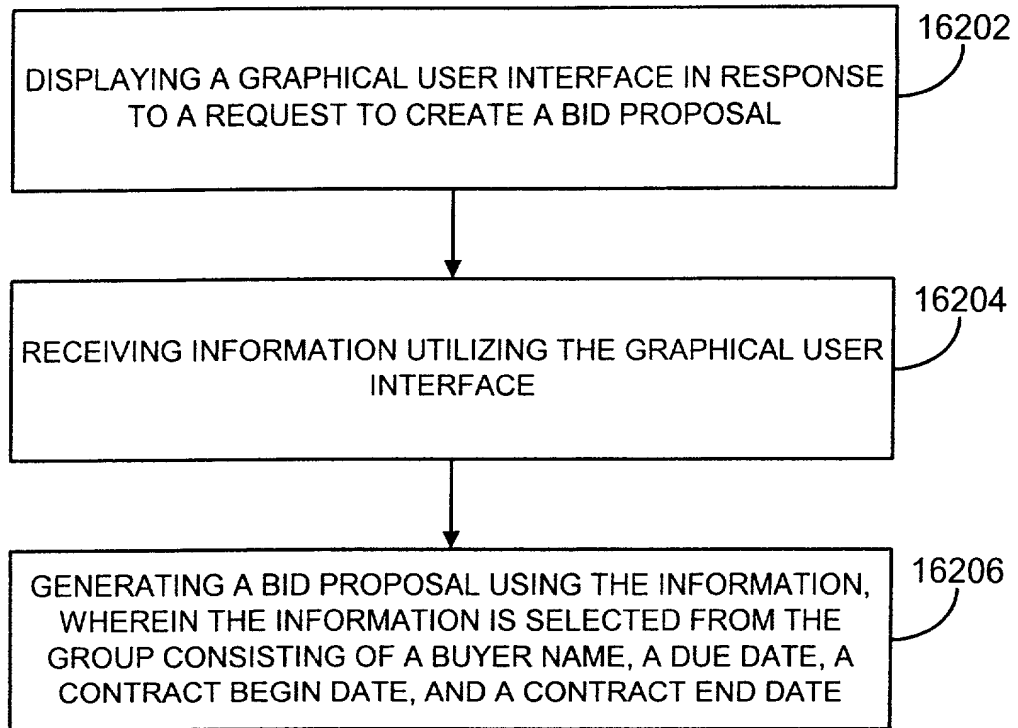 16202
DISPLAYING A GRAPHICAL USER INTERFACE IN RESPONSE
TO A REQUEST TO CREATE A BID PROPOSAL
16204
RECEIVING INFORMATION UTILIZING THE GRAPHICAL USER
INTERFACE
16206
GENERATING A BID PROPOSAL USING THE INFORMATION,
WHEREIN THE INFORMATION IS SELECTED FROM THE
GROUP CONSISTING OF A BUYER NAME, A DUE DATE, A
CONTRACT BEGIN DATE, AND A CONTRACT END DATE